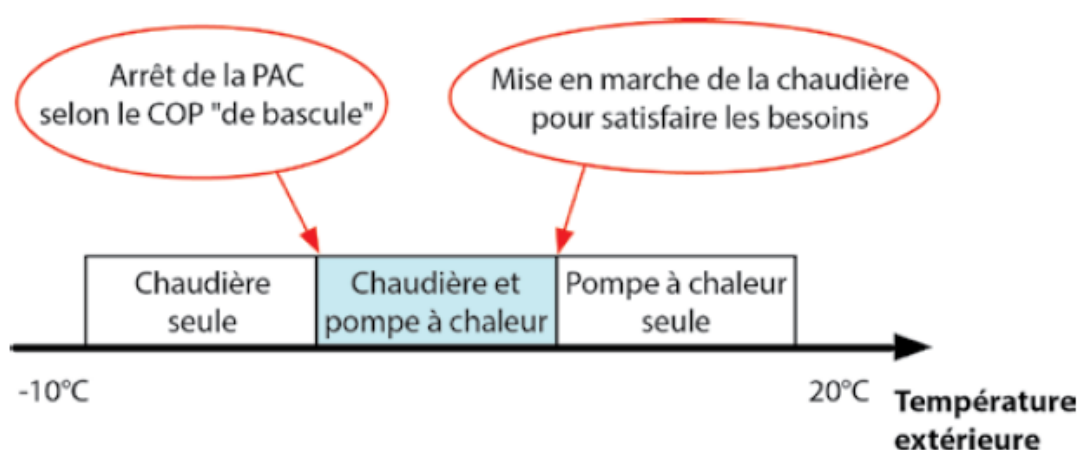 Arrêt de la PAC
selon le COP "de bascule"
Mise en marche de la chaudière
pour satisfaire les besoins
Chaudière
seule
Chaudière et
pompe à chaleur
Pompe à chaleur
seule
-10°C
20°C
Température
extérieure